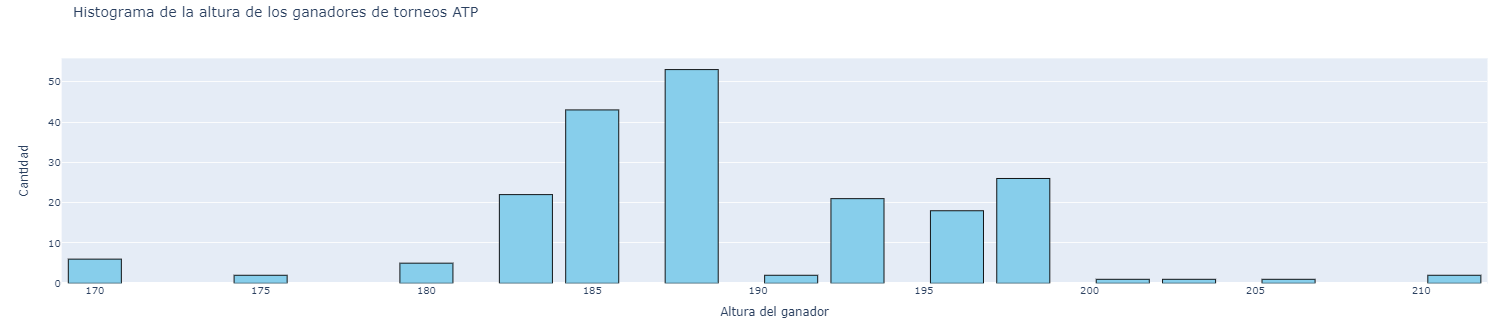 Histograma de la altura de los ganadores de torneos ATP
50
40
30
20
10
0
Cantidad
170 175 180 185 190 195 200 205 210
Altura del ganador